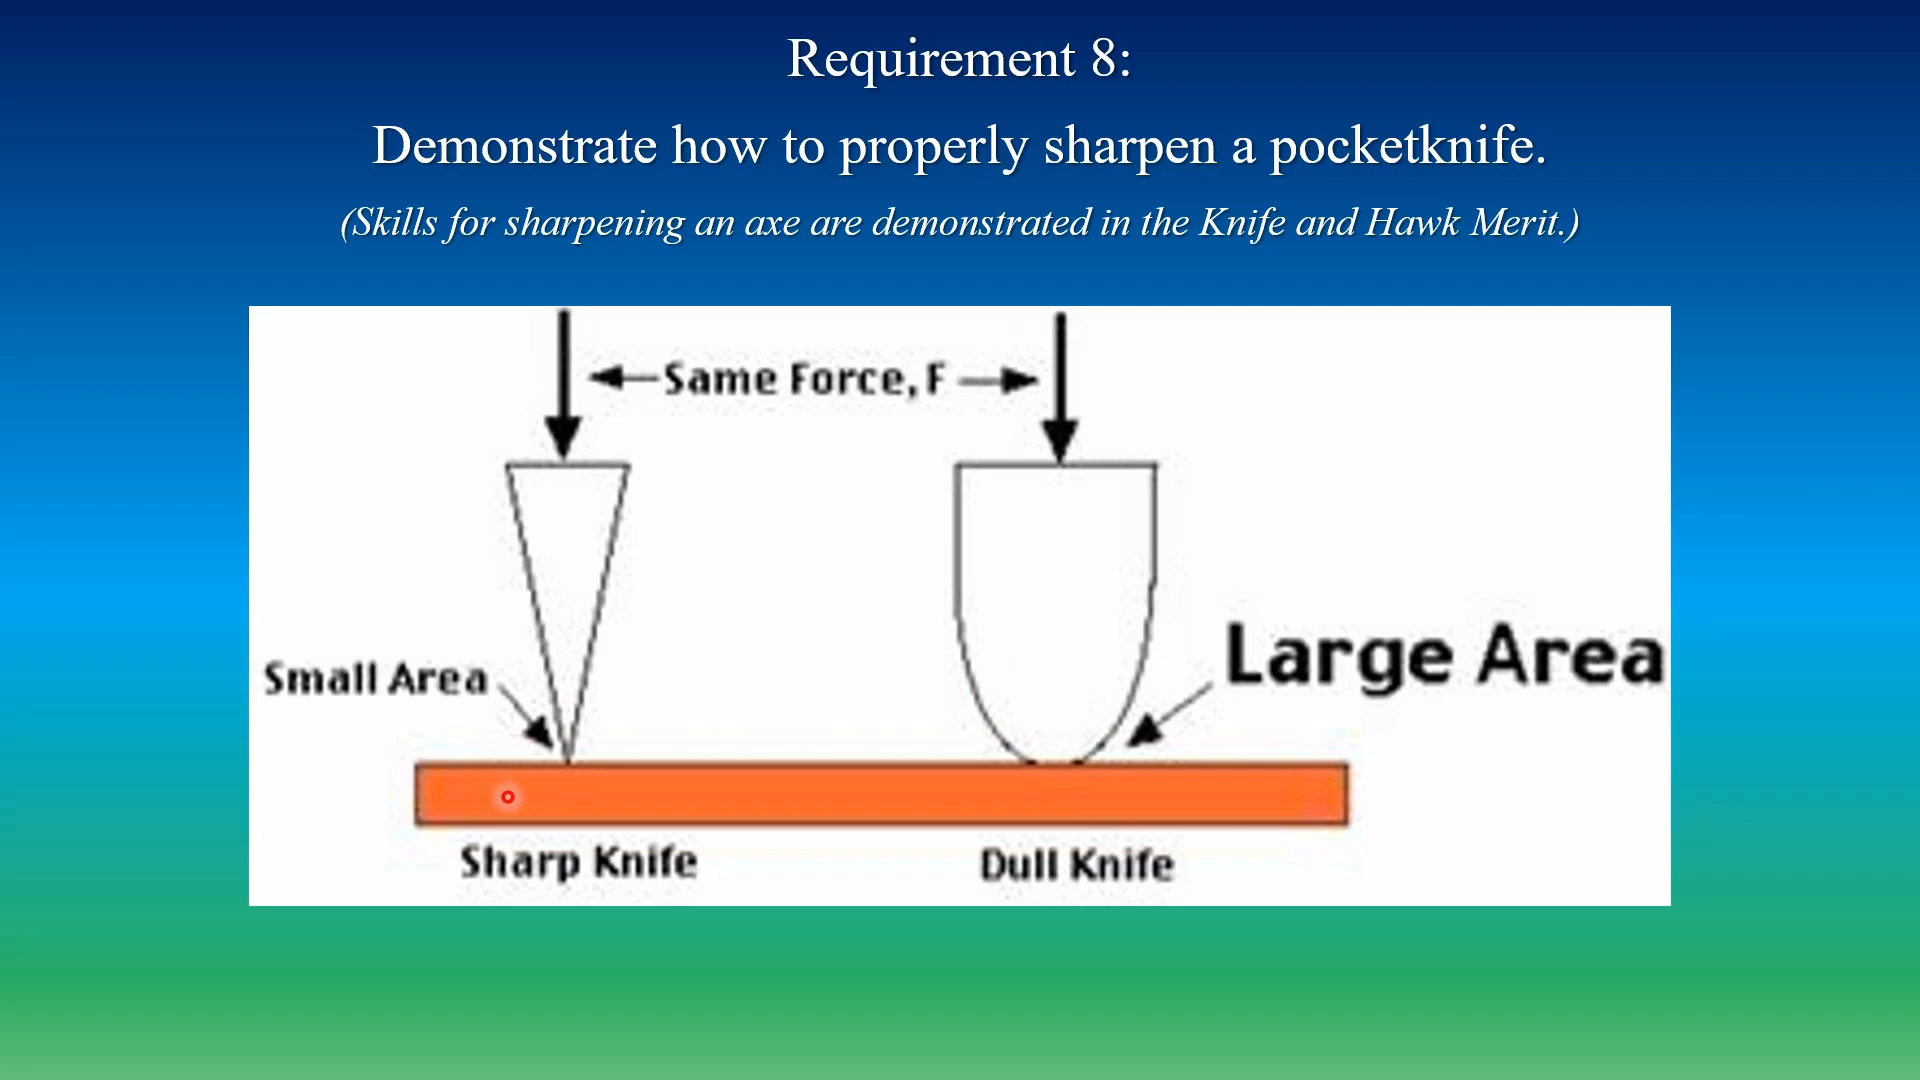 Requirement 8:
Demonstrate how to properly sharpen a pocketknife.
(Skills for sharpening an axe are demonstrated in the Knife and Hawk Merit.)
Same Force, F
Small Area
Large Area
Sharp Knife
Dull Knife